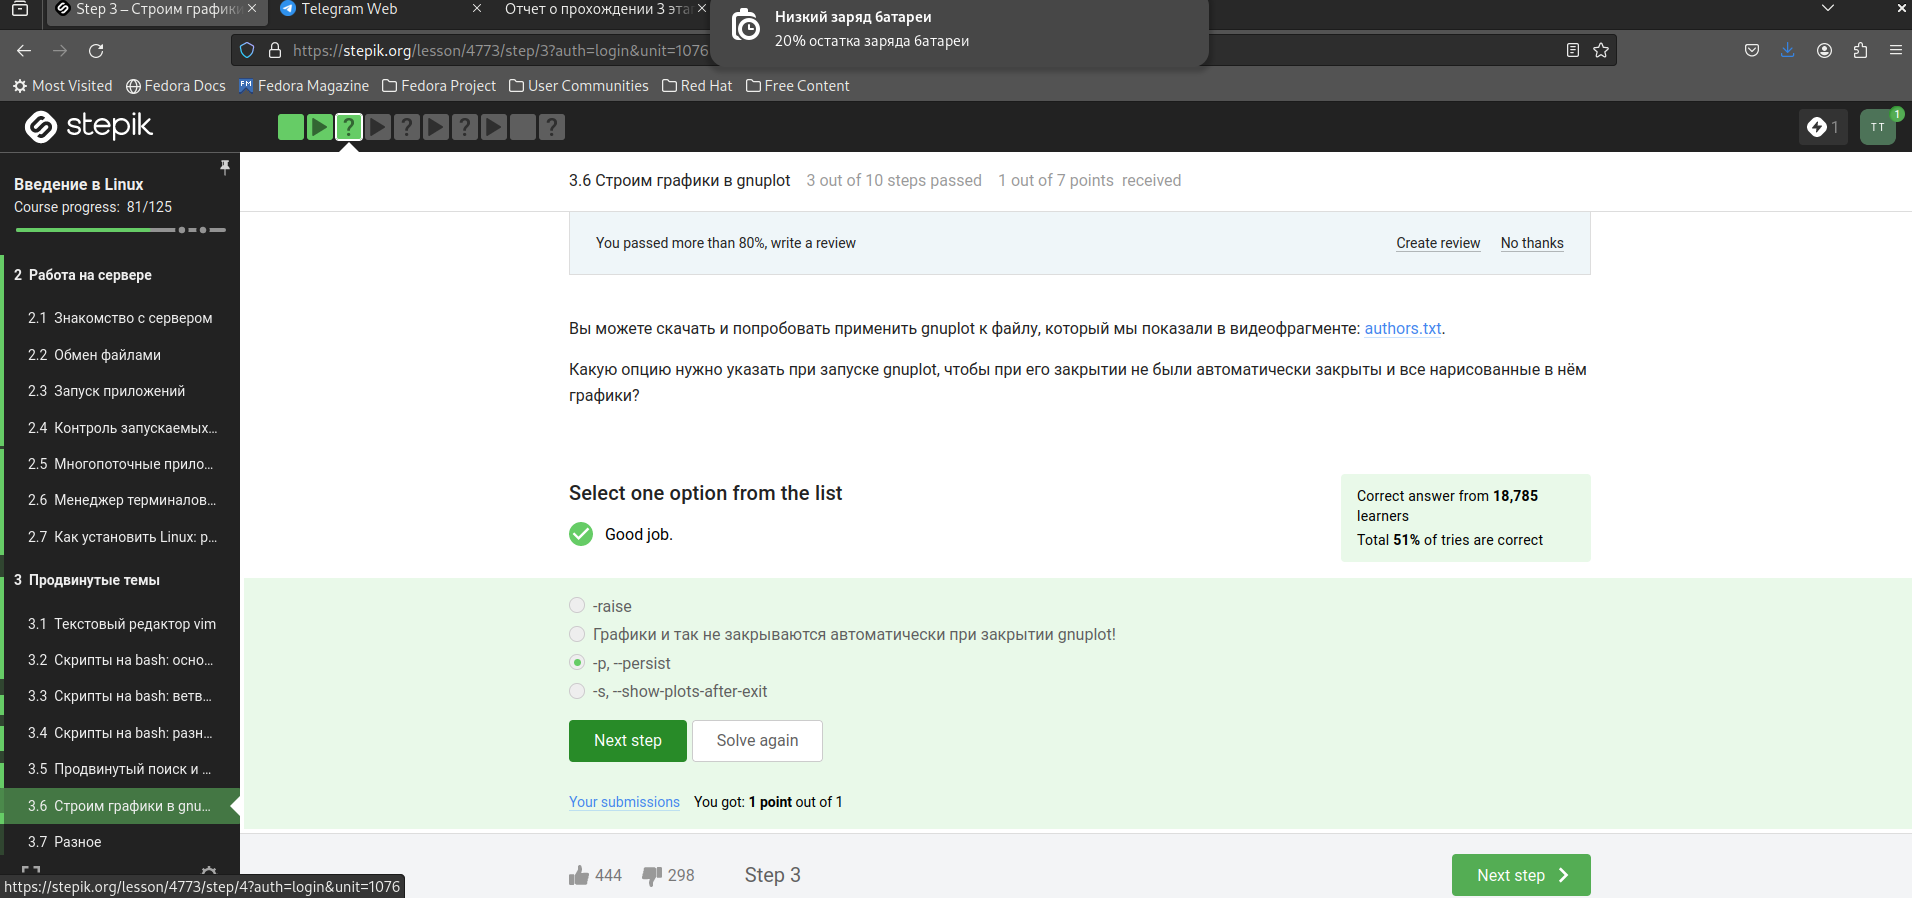 Step 3 – Строим графики
Telegram Web
Отчет о прохождении 3 эта
Низкий заряд батареи
20% остатка заряда батареи
https://stepik.org/lesson/4773/step/3?auth=login&unit=1076
Most Visited
Fedora Docs
Fedora Magazine
Fedora Project
User Communities
Red Hat
Free Content
stepik
?
?
?
?
1
TT
1
Введение в Linux
Course progress: 81/125
3.6 Строим графики в gnuplot
3 out of 10 steps passed
1 out of 7 points received
You passed more than 80%, write a review
Create review
No thanks
2 Работа на сервере
2.1 Знакомство с сервером
2.2 Обмен файлами
2.3 Запуск приложений
2.4 Контроль запускаемых...
2.5 Многопоточные прило...
2.6 Менеджер терминалов...
2.7 Как установить Linux: р...
3 Продвинутые темы
3.1 Текстовый редактор vim
3.2 Скрипты на bash: осно...
3.3 Скрипты на bash: ветв...
3.4 Скрипты на bash: разн...
3.5 Продвинутый поиск и ...
3.6 Строим графики в gnu...
3.7 Разное
Вы можете скачать и попробовать применить gnuplot к файлу, который мы показали в видеофрагменте: authors.txt.
Какую опцию нужно указать при запуске gnuplot, чтобы при его закрытии не были автоматически закрыты и все нарисованные в нём
графики?
Select one option from the list
Good job.
Correct answer from 18,785
learners
Total 51% of tries are correct
-raise
Графики и так не закрываются автоматически при закрытии gnuplot!
-p, --persist
-s, --show-plots-after-exit
Next step
Solve again
Your submissions
You got: 1 point out of 1
444
298
Step 3
Next step
https://stepik.org/lesson/4773/step/4?auth=login&unit=1076